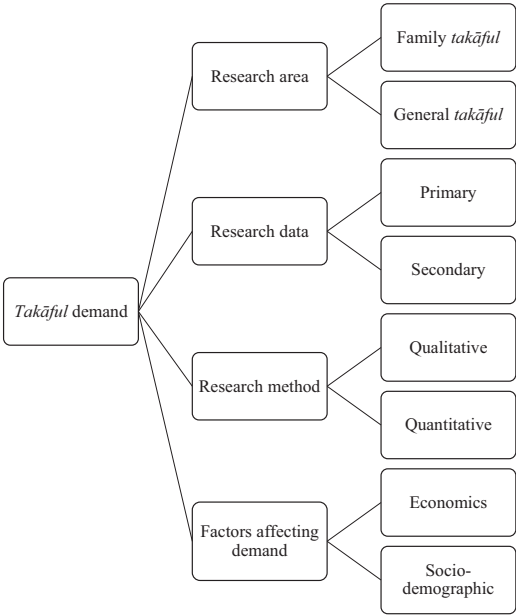 Family takāful
Research area
General takāful
Primary
Research data
Secondary
Takāful demand
Qualitative
Research method
Quantitative
Economics
Factors affecting
demand
Socio-
demographic